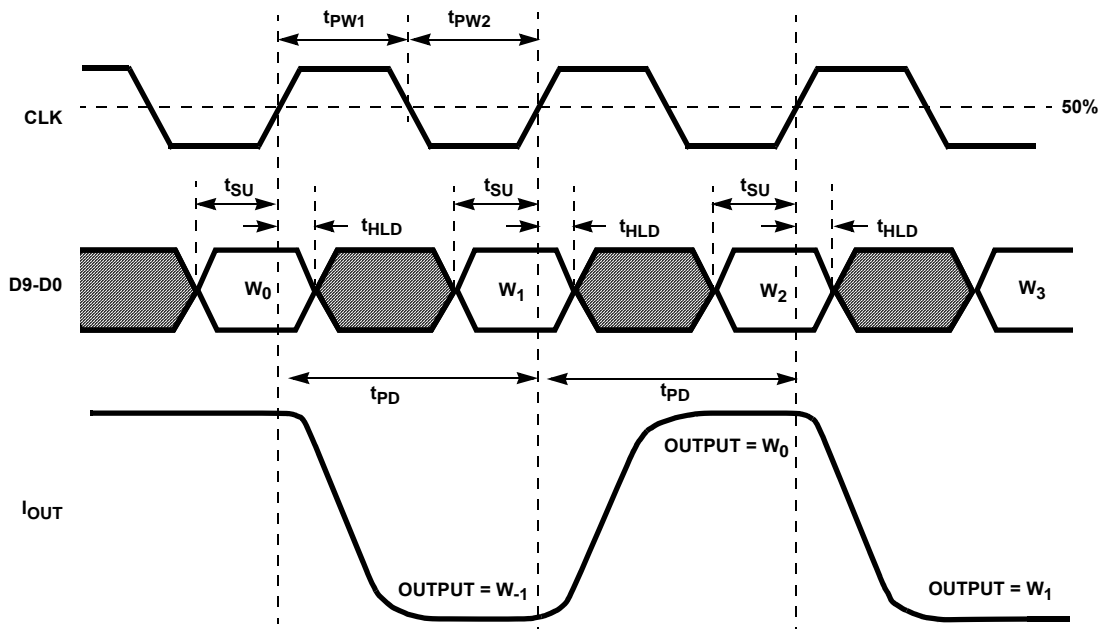 tPW1 tPW2
CLK
50%
tSU tSU tSU
tHLD tHLD tHLD
D9-D0
W0 W1 W2 W3
tPD tPD
OUTPUT = W0
IOUT
OUTPUT = W-1 OUTPUT = W1